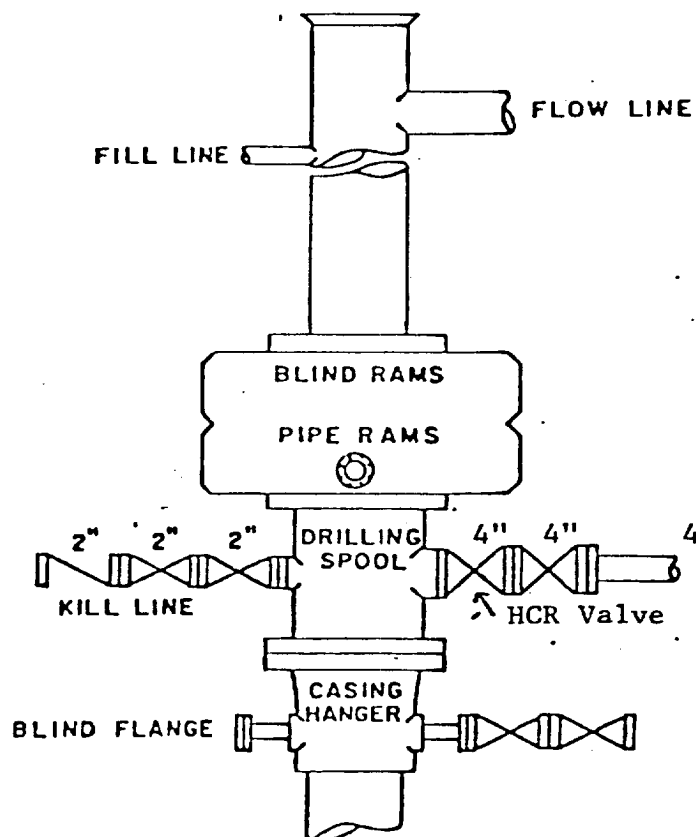 FLOW LINE
FILL LINE
BLIND RAMS
PIPE RAMS
2" 2" 2"
DRILLING
SPOOL
4" 4" 4
KILL LINE
HCR Valve
CASING
HANGER
BLIND FLANGE